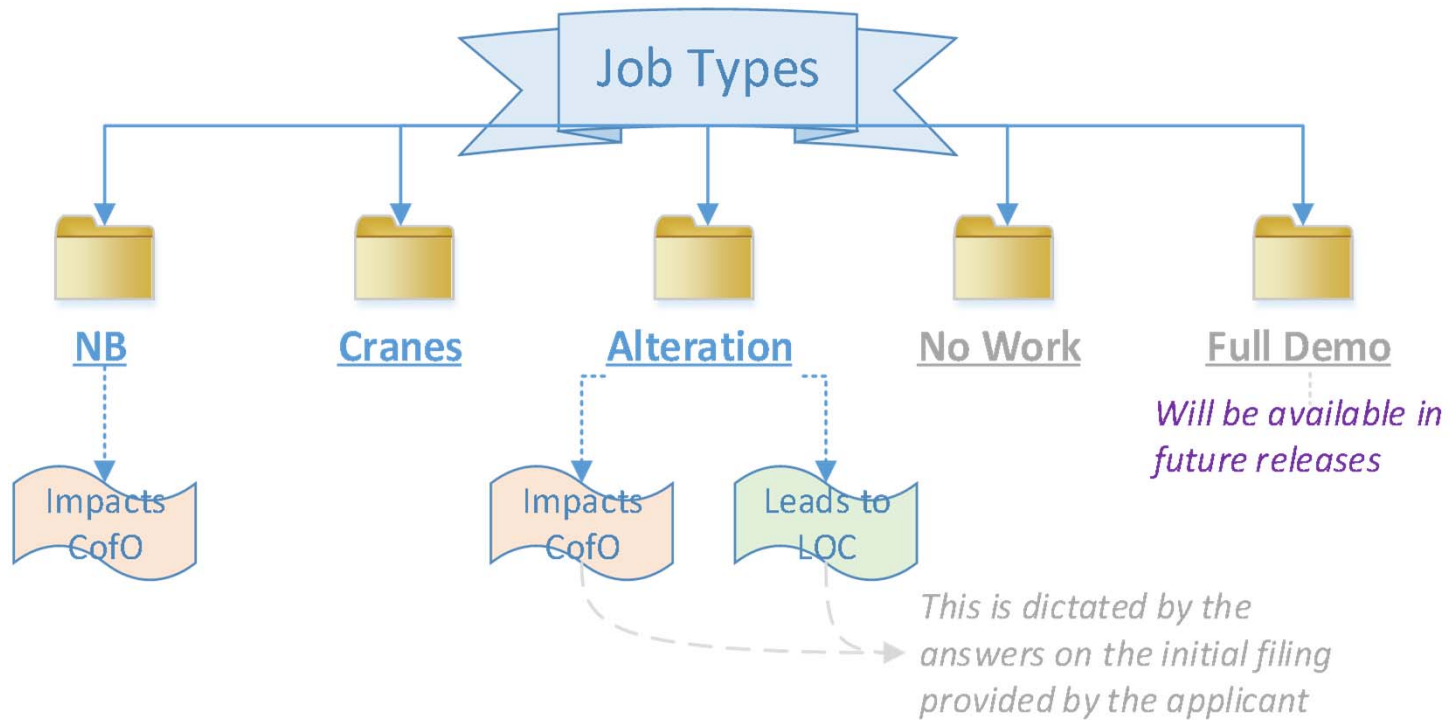 Job Types
NB
Cranes
Alteration
No Work
Full Demo
Will be available in
future releases
Impacts
CofO
Impacts
CofO
Leads to
LOC
This is dictated by the
answers on the initial filing
provided by the applicant